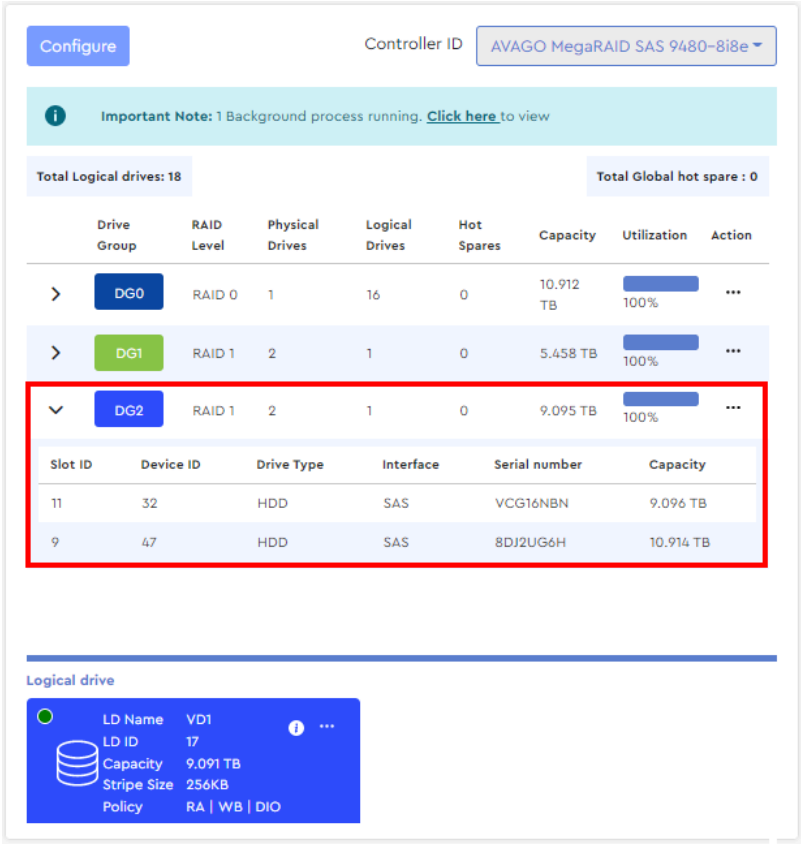 Configure
Controller ID
AVAGO MegaRAID SAS 9480-8i8e
Important Note: 1 Background process running. Click here to view
Total Logical drives: 18
Total Global hot spare : 0
Drive Group RAID Level Physical Drives Logical Drives Hot Spares Capacity Utilization Action
DG0 RAID 0 1 16 0 10.912 TB 100% ...
DG1 RAID 1 2 1 0 5.458 TB 100% ...
DG2 RAID 1 2 1 0 9.095 TB 100% ...
Slot ID Device ID Drive Type Interface Serial number Capacity
11 32 HDD SAS VCG16NBN 9.096 TB
9 47 HDD SAS 8DJ2UG6H 10.914 TB
Logical drive
LD Name VD1
LD ID 17
Capacity 9.091 TB
Stripe Size 256KB
Policy RA | WB | DIO